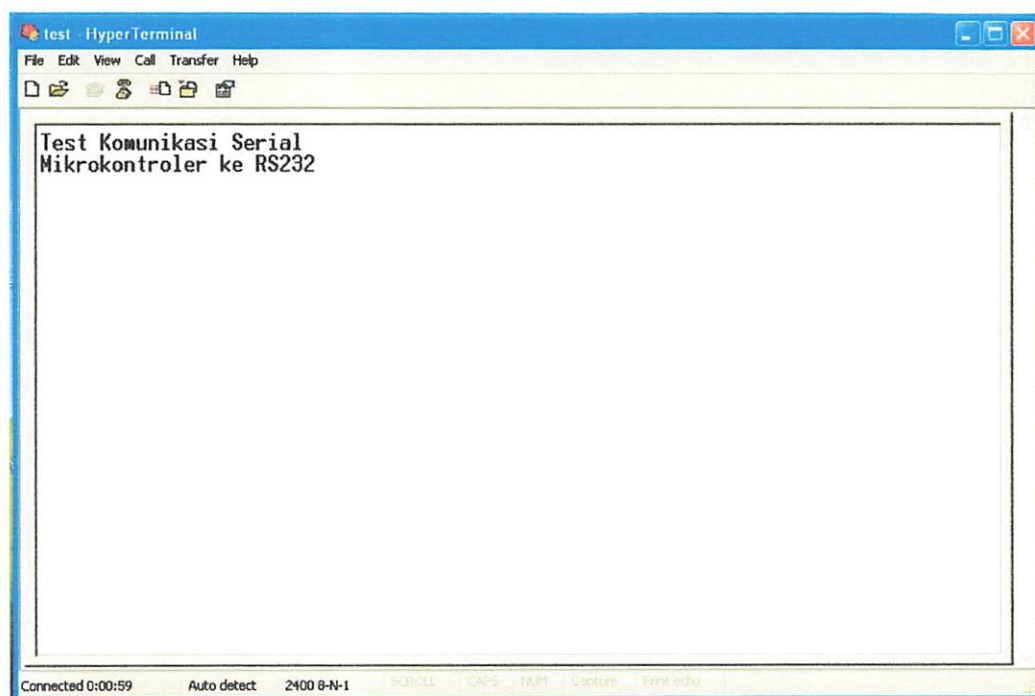 test - HyperTerminal
File Edit View Call Transfer Help
Test Komunikasi Serial
Mikrokontroler ke RS232
Connected 0:00:59 Auto detect 2400 8-N-1 SCROLL CAPS NUM Capture Print echo